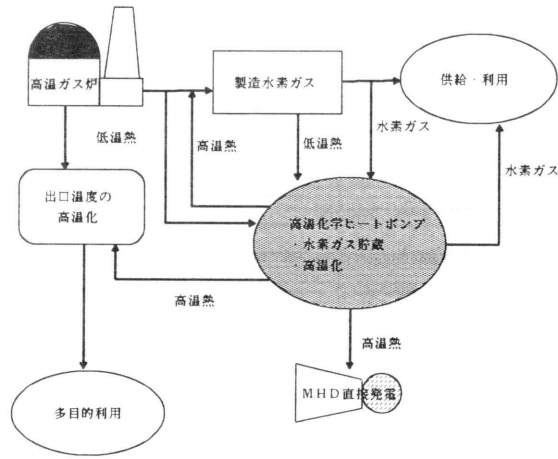 高温ガス炉
製造水素ガス
供給・利用
低温熱
高温熱
低温熱
水素ガス
水素ガス
出口温度の
高温化
高温化学ヒートポンプ
・水素ガス貯蔵
・高温化
高温熱
高温熱
MHD直接発電
多目的利用